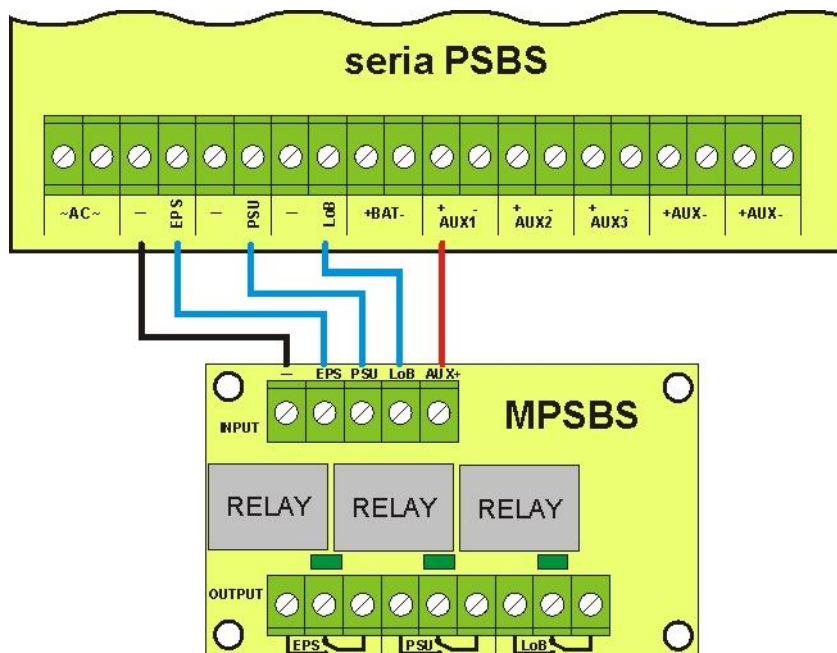 seria PSBS
~AC~ — EPS — PSU — LoB +BAT- + - AUX1 + - AUX2 + - AUX3 +AUX- +AUX-
— EPS PSU LoB AUX+
INPUT
MPSBS
RELAY RELAY RELAY
OUTPUT
EPS PSU LoB